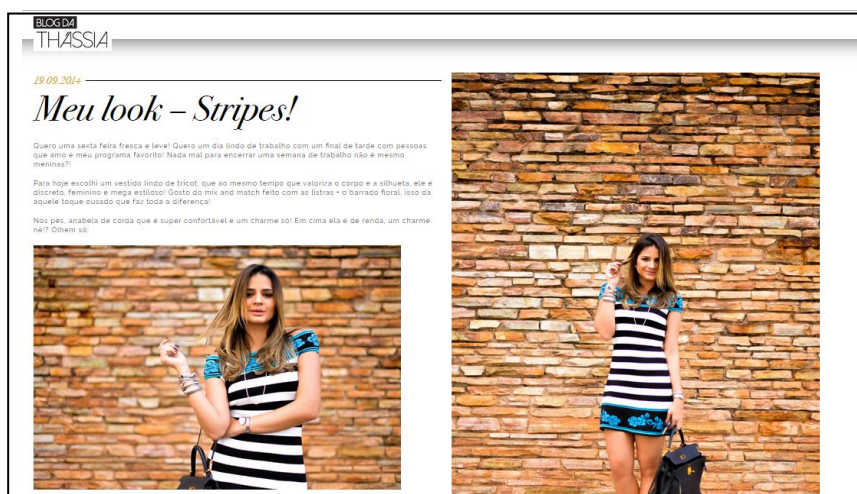 BLOG DA
THÁSSIA
19.09.2014
Meu look – Stripes!
Quero uma sexta feira fresca e leve! Quero um dia lindo de trabalho com um final de tarde com pessoas
que amo e meu programa favorito! Nada mal para encerrar uma semana de trabalho não é mesmo
meninas?!
Para hoje escolhi um vestido lindo de tricot, que ao mesmo tempo que valoriza o corpo e a silhueta, ele é
discreto, feminino e mega estiloso! Gosto do mix and match feito com as listras + o barrado floral, isso da
aquele toque ousado que faz toda a diferença!
Nos pés, anabela de corda que é super confortável e um charme só! Em cima ela é de renda, um charme
né!? Olhem só: